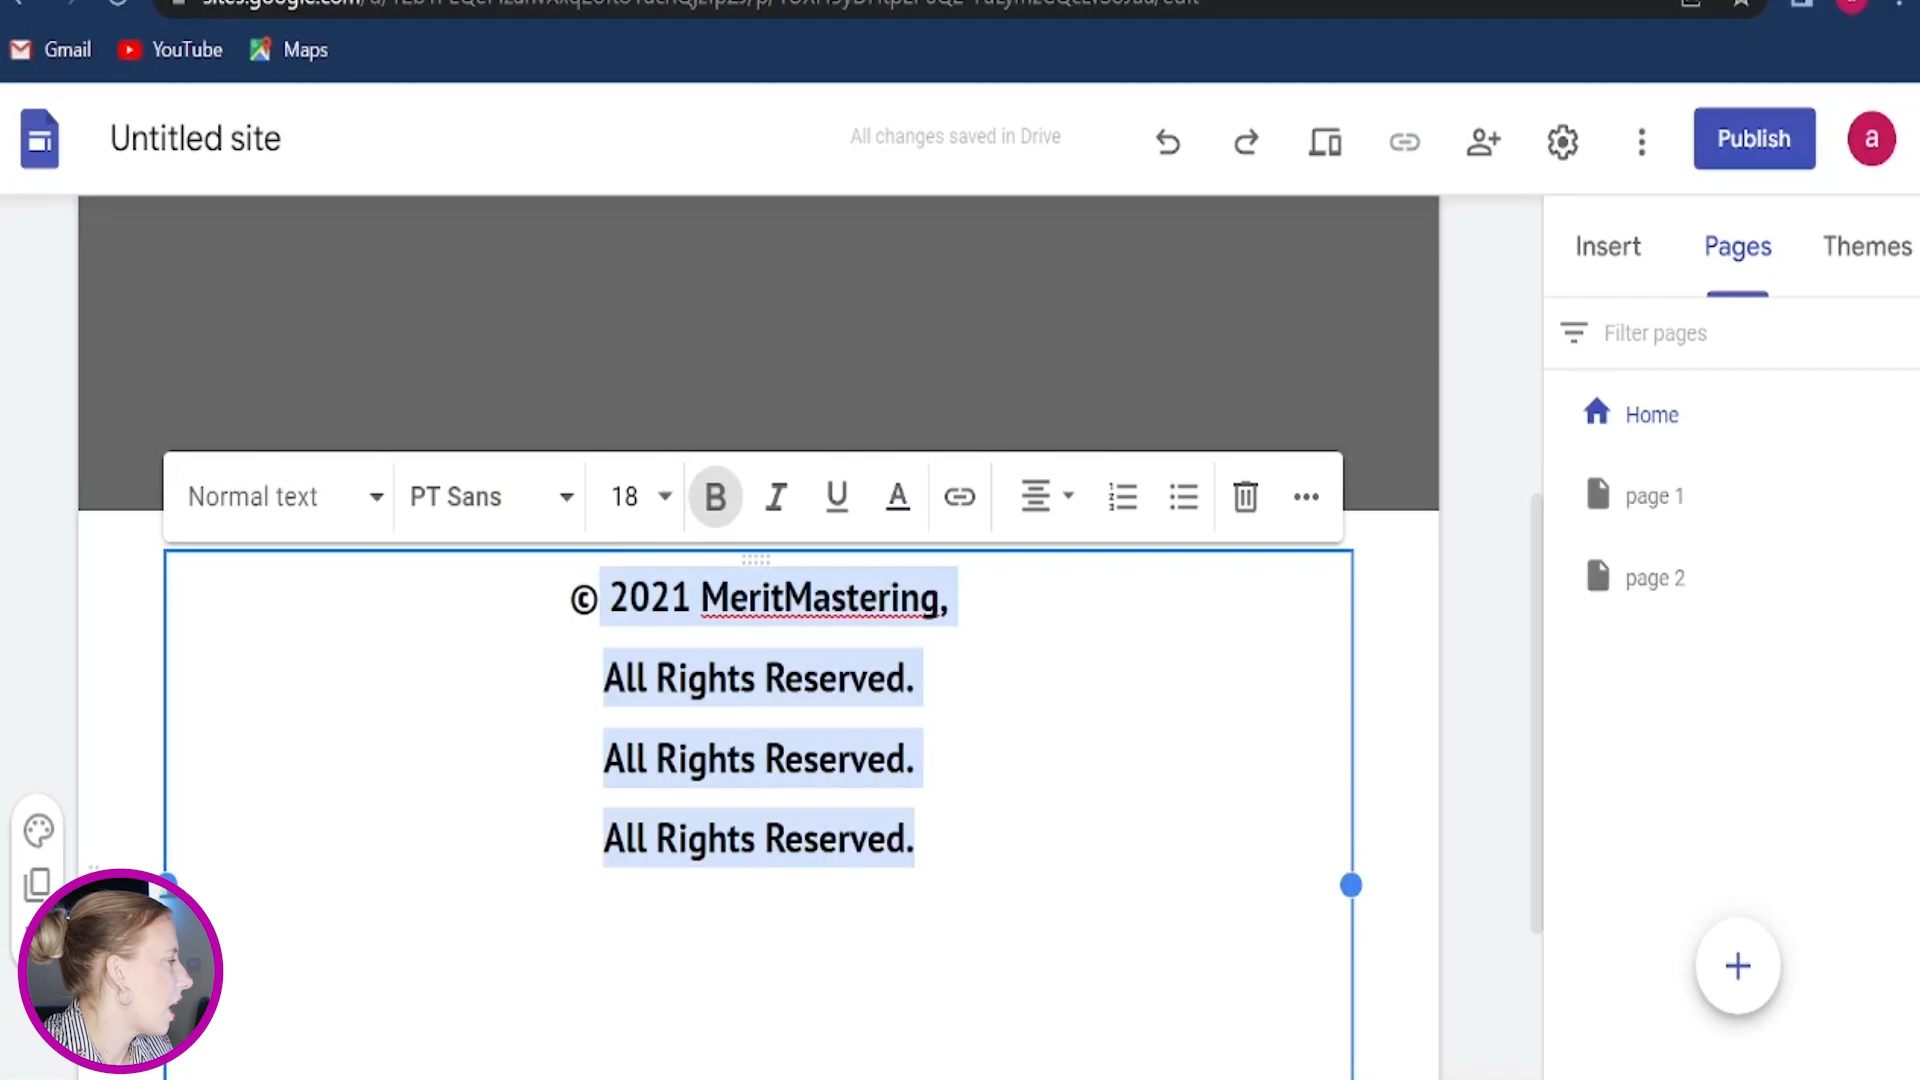 Gmail YouTube Maps
Untitled site
All changes saved in Drive
Publish
a
Insert Pages Themes
Filter pages
Home
page 1
page 2
Normal text PT Sans 18 B I U A
© 2021 MeritMastering,
All Rights Reserved.
All Rights Reserved.
All Rights Reserved.